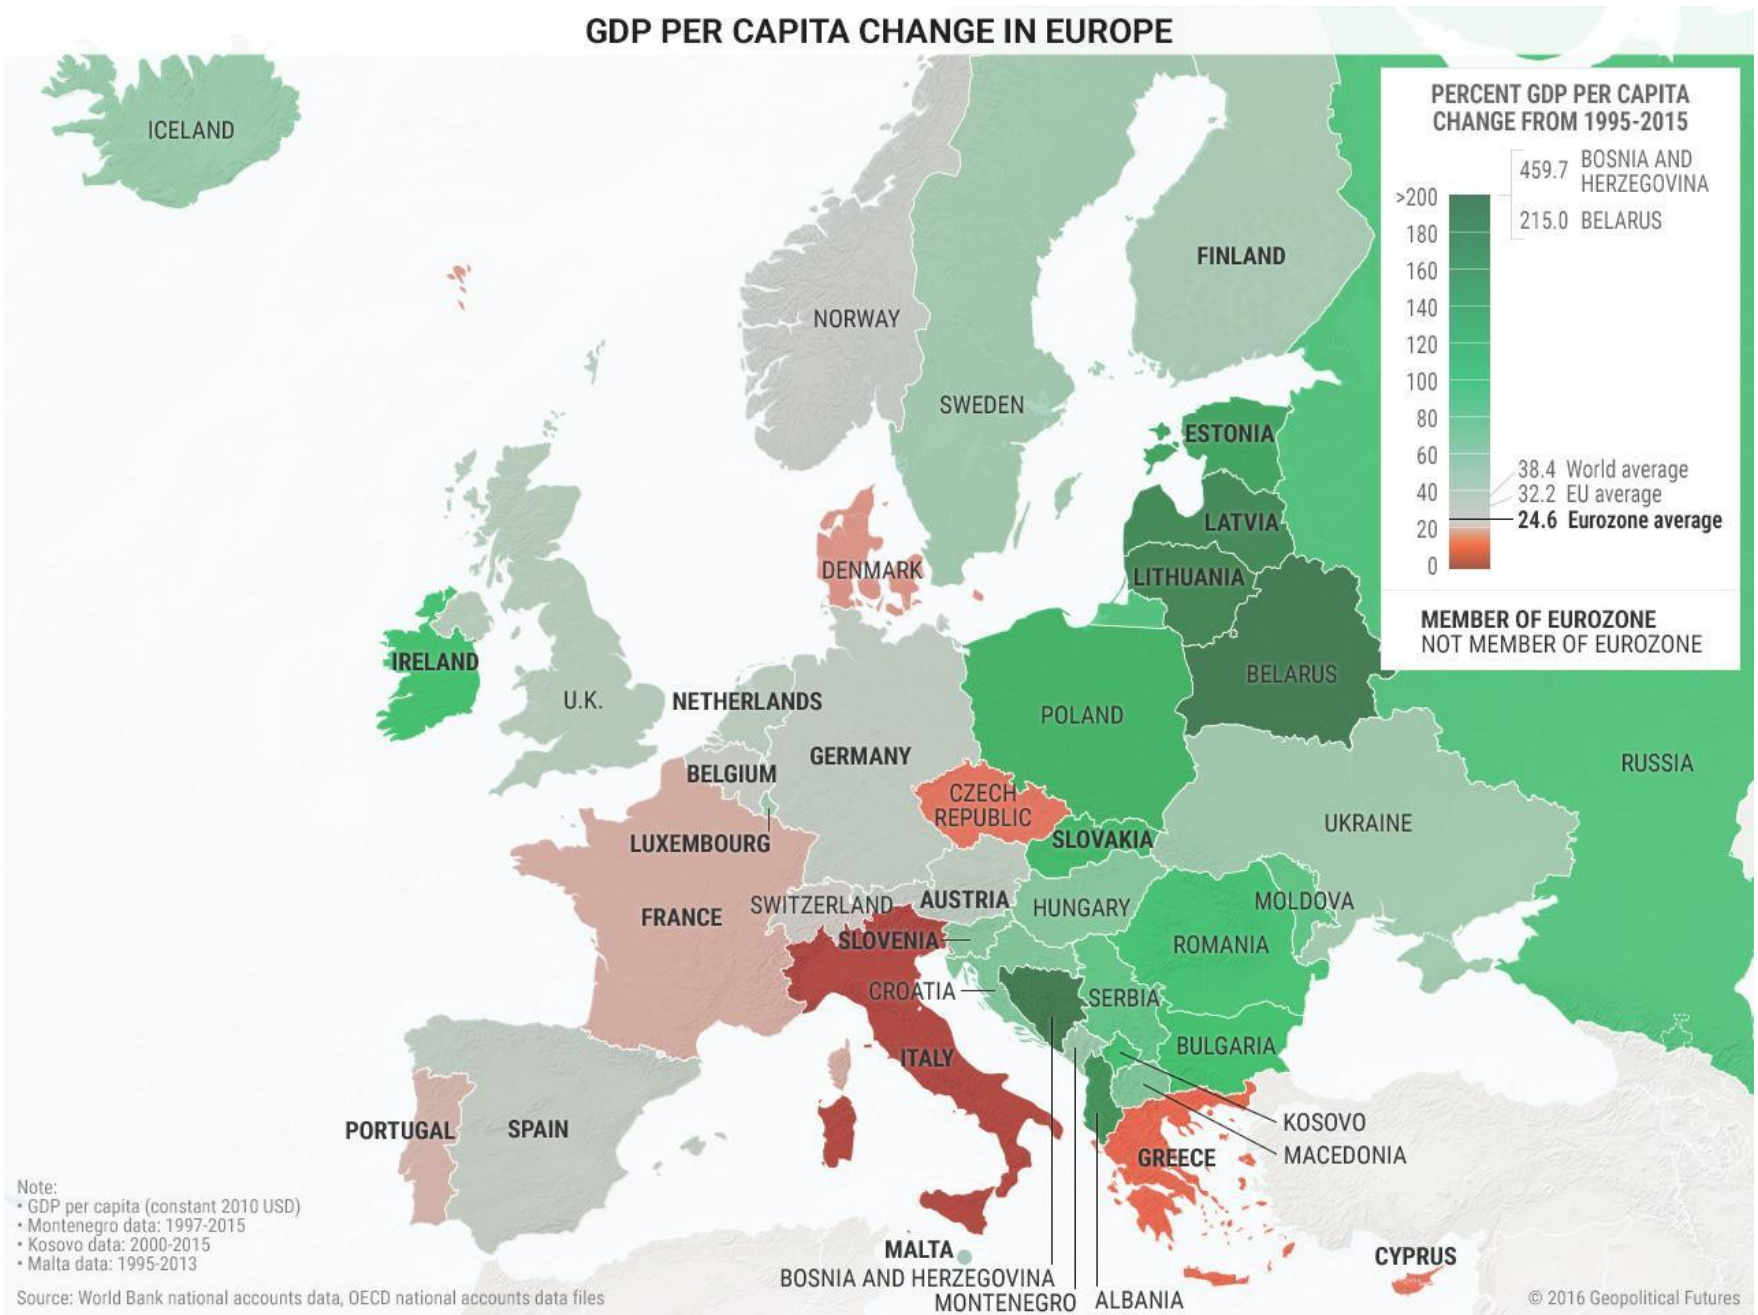 GDP PER CAPITA CHANGE IN EUROPE
PERCENT GDP PER CAPITA
CHANGE FROM 1995-2015
459.7 BOSNIA AND
HERZEGOVINA
215.0 BELARUS
>200
180
160
140
120
100
80
60
40
20
0
38.4 World average
32.2 EU average
24.6 Eurozone average
MEMBER OF EUROZONE
NOT MEMBER OF EUROZONE
ICELAND
FINLAND
NORWAY
SWEDEN
ESTONIA
LATVIA
DENMARK
LITHUANIA
IRELAND
BELARUS
U.K.
NETHERLANDS
POLAND
GERMANY
RUSSIA
BELGIUM
CZECH
REPUBLIC
UKRAINE
LUXEMBOURG
SLOVAKIA
SWITZERLAND
AUSTRIA
HUNGARY
MOLDOVA
FRANCE
SLOVENIA
ROMANIA
CROATIA
SERBIA
ITALY
BULGARIA
PORTUGAL
SPAIN
KOSOVO
GREECE
MACEDONIA
MALTA
CYPRUS
BOSNIA AND HERZEGOVINA
MONTENEGRO
ALBANIA
Note:
• GDP per capita (constant 2010 USD)
• Montenegro data: 1997-2015
• Kosovo data: 2000-2015
• Malta data: 1995-2013
Source: World Bank national accounts data, OECD national accounts data files
© 2016 Geopolitical Futures